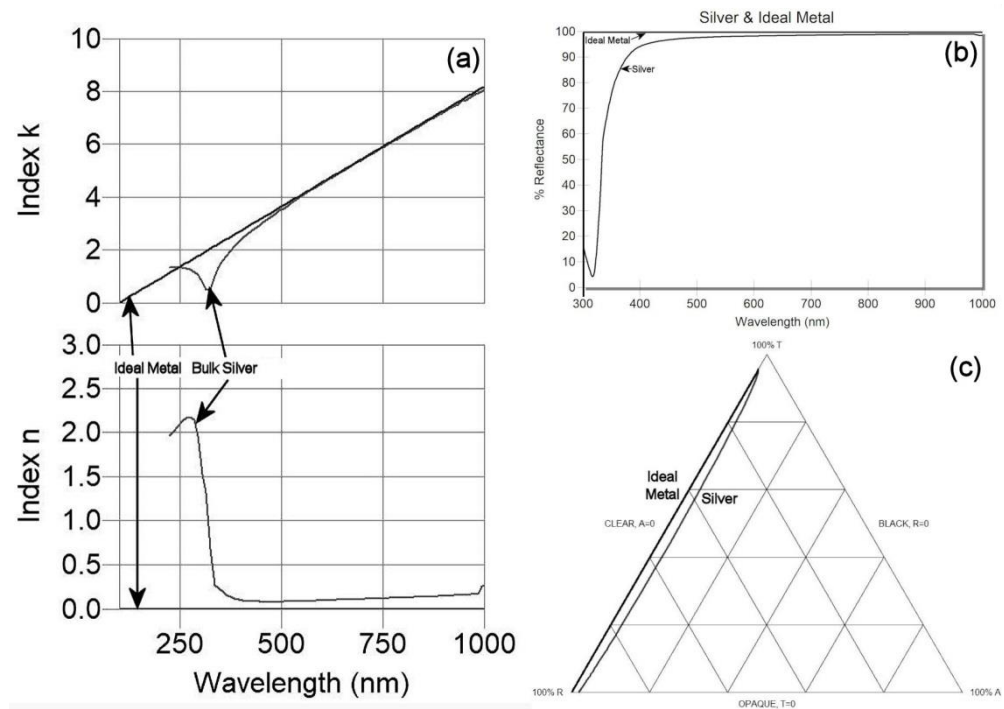 (a)
10
8
6
4
2
0
Index k
3.0
2.5
2.0
1.5
1.0
0.5
0.0
Index n
Ideal Metal Bulk Silver
250 500 750 1000
Wavelength (nm)
Silver & Ideal Metal
(b)
100
90
80
70
60
50
40
30
20
10
0
% Reflectance
Ideal Metal
Silver
300 400 500 600 700 800 900 1000
Wavelength (nm)
(c)
100% T
Ideal
Metal
Silver
CLEAR, A=0
BLACK, R=0
100% R
100% A
OPAQUE, T=0